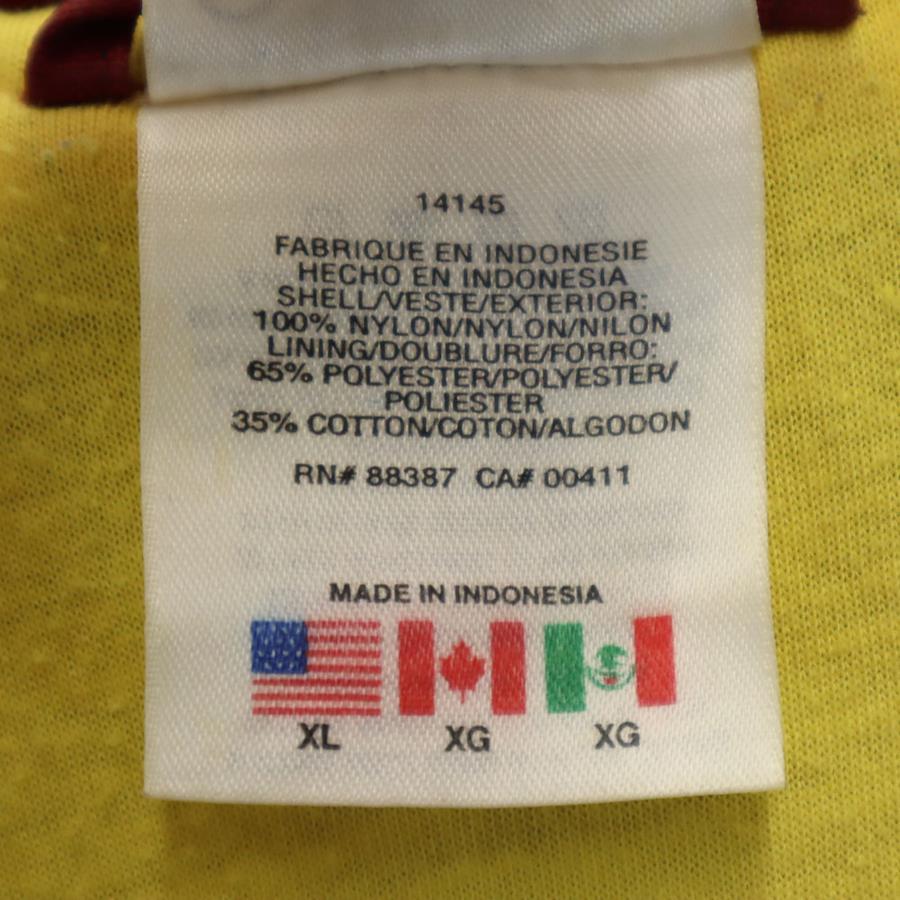 14145
FABRIQUE EN INDONESIE
HECHO EN INDONESIA
SHELL/VESTE/EXTERIOR:
100% NYLON/NYLON/NILON
LINING/DOUBLURE/FORRO:
65% POLYESTER/POLYESTER/
POLIESTER
35% COTTON/COTON/ALGODON
RN# 88387 CA# 00411
MADE IN INDONESIA
XL XG XG